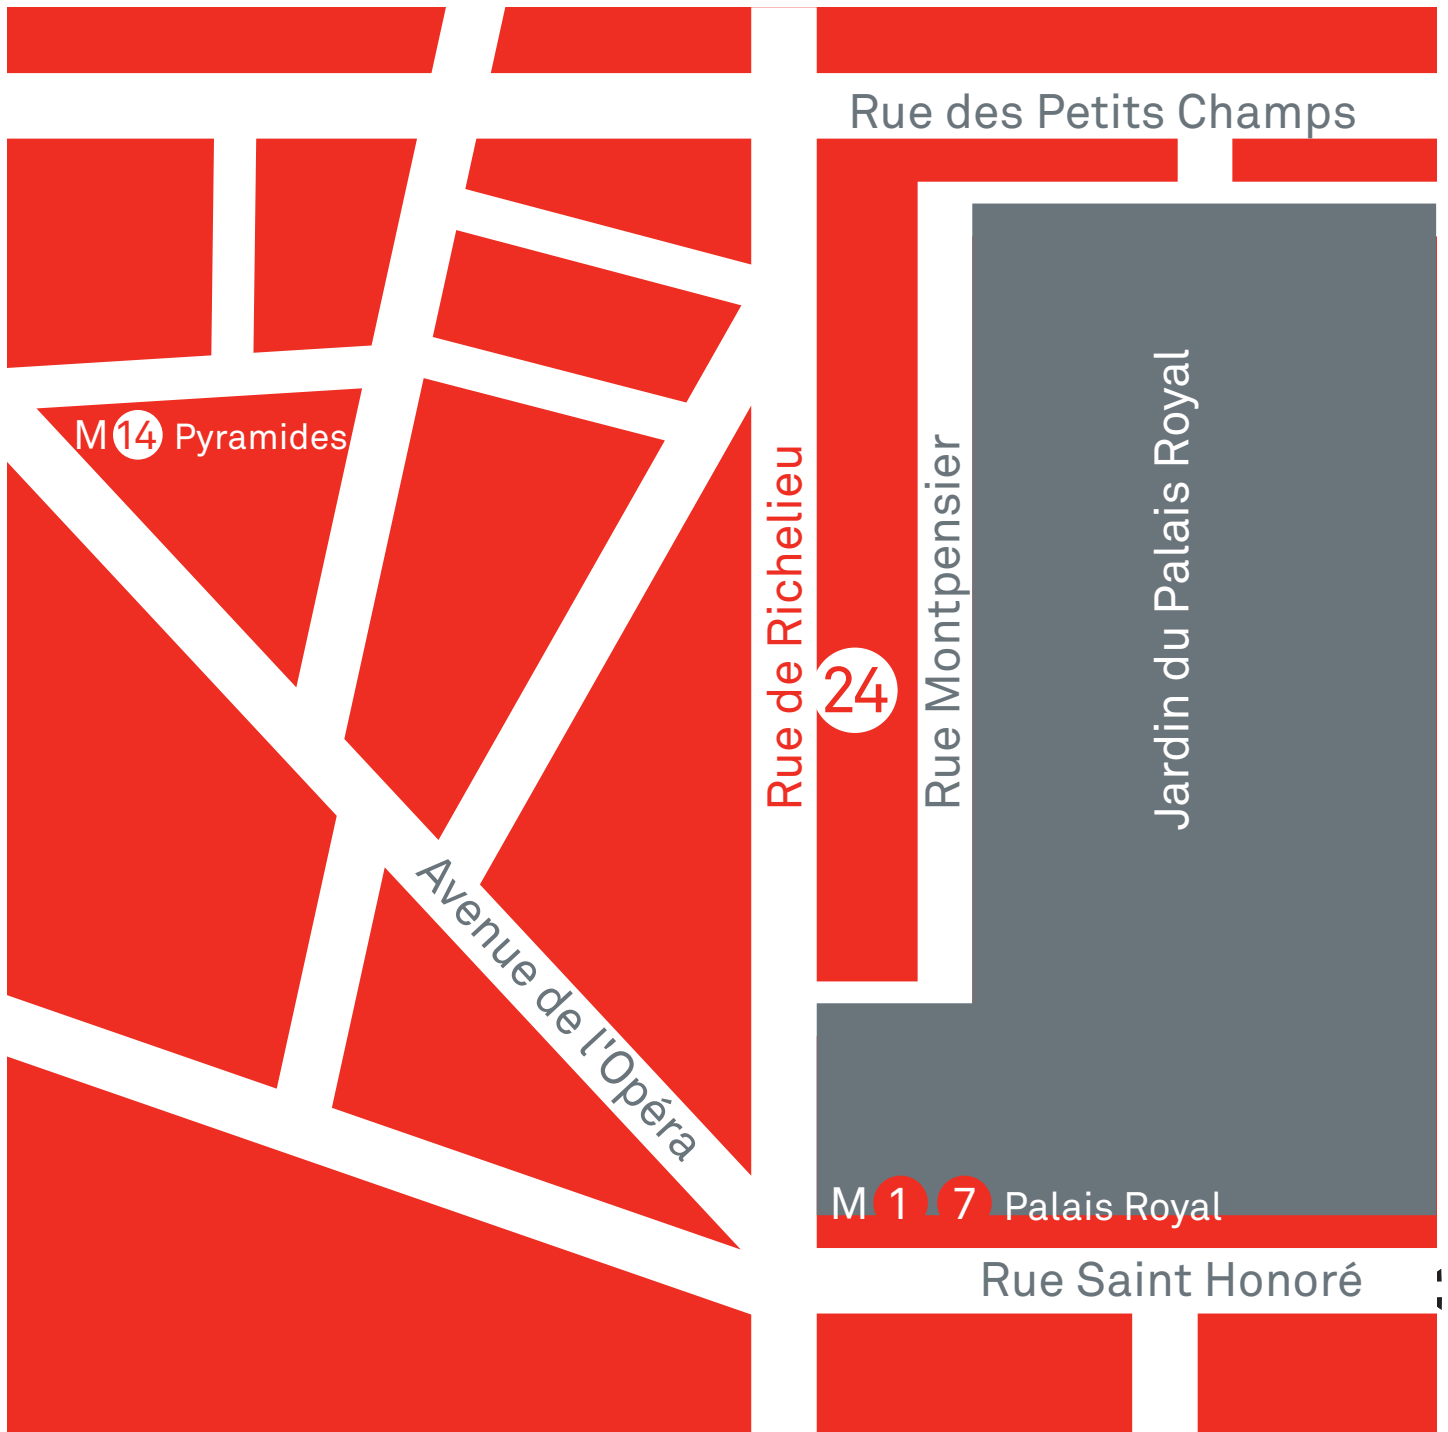 Rue des Petits Champs
M 14 Pyramides
Rue de Richelieu
24
Rue Montpensier
Jardin du Palais Royal
Avenue de l'Opéra
M 1 7 Palais Royal
Rue Saint Honoré